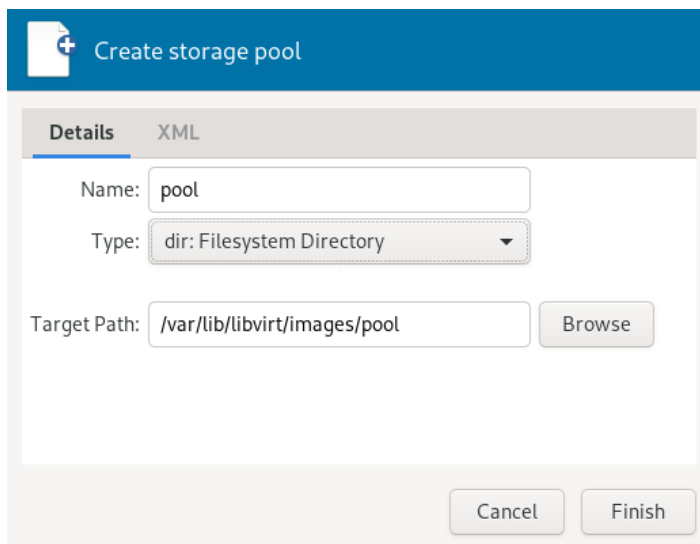 Create storage pool
Details XML
Name: pool
Type: dir: Filesystem Directory
Target Path: /var/lib/libvirt/images/pool Browse
Cancel Finish